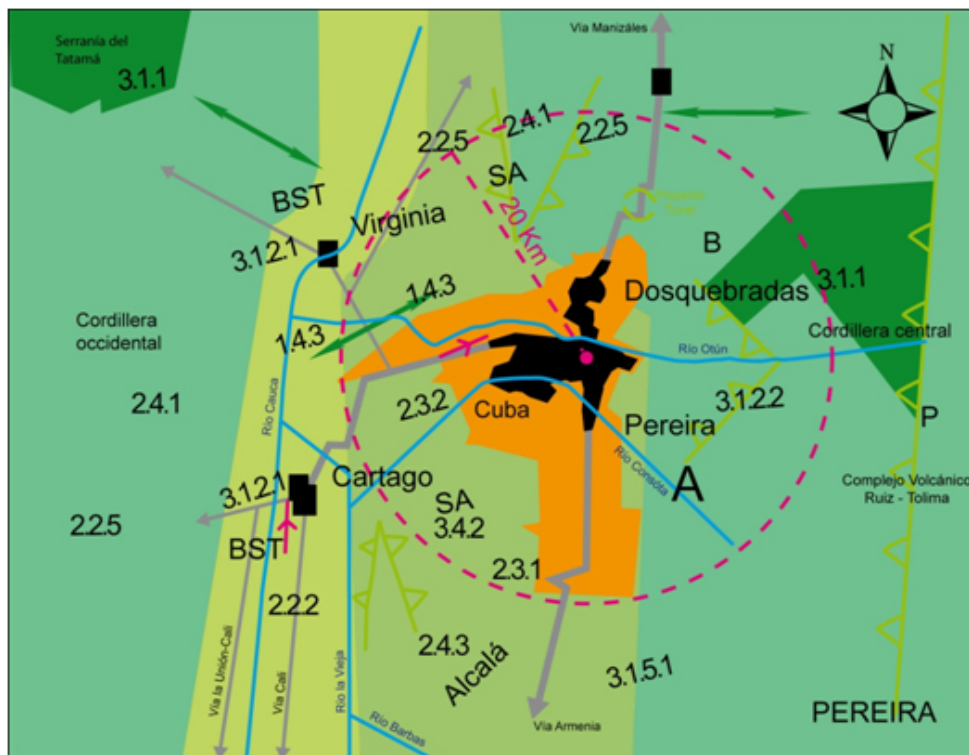 Serranía del
Tatamá
3.1.1
Vía Manizáles
N
2.2.5
2.4.1
2.2.5
SA
BST
20 Km
Virginia
3.1.2.1
B
Dosquebradas
3.1.1
1.4.3
1.4.3
Cordillera
occidental
Cordillera central
Río Otún
2.4.1
Río Cauca
2.3.2
Cuba
Pereira
3.1.2.2
P
Río Consóta
A
Cartago
3.1.2.1
Complejo Volcánico
Ruiz - Tolima
2.2.5
BST
SA
3.4.2
2.3.1
2.2.2
2.4.3
Alcalá
3.1.5.1
Vía la Unión-Cali
Vía Cali
Río la Vieja
Río Barbas
Vía Armenia
PEREIRA